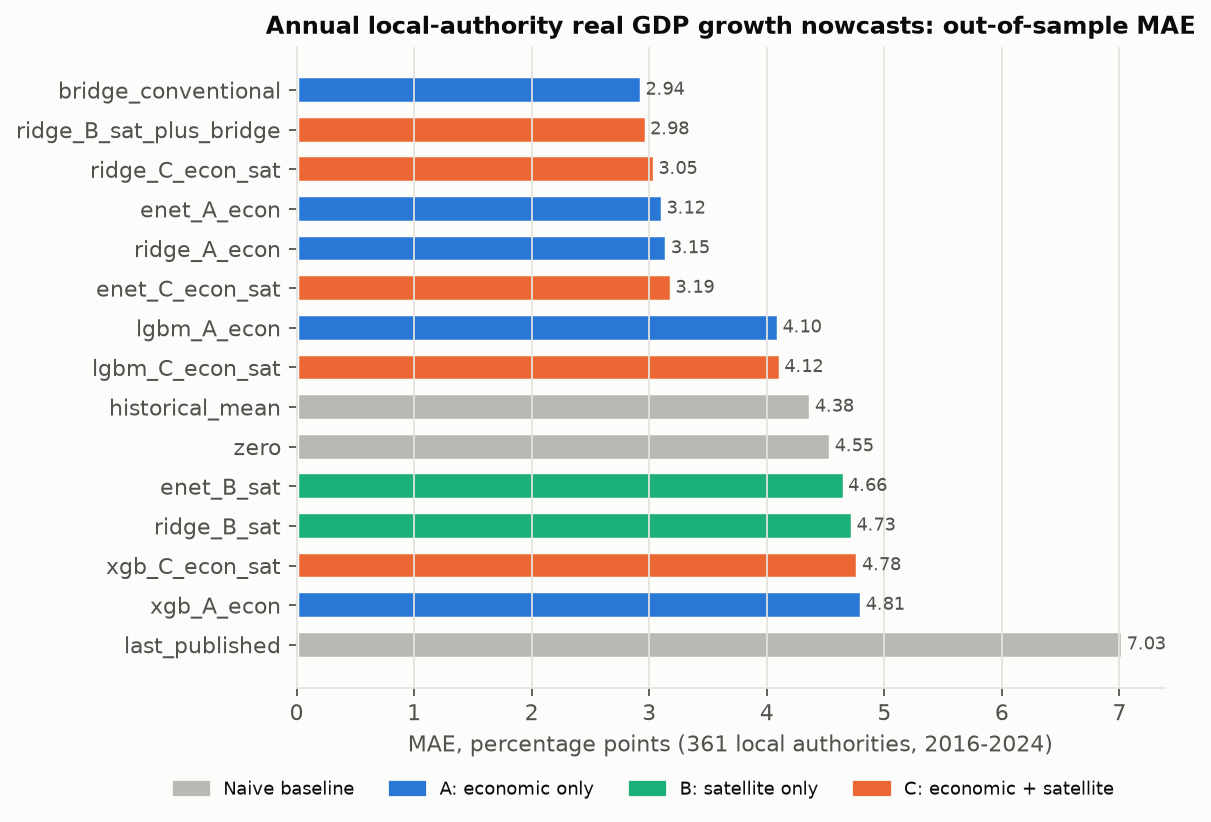 Annual local-authority real GDP growth nowcasts: out-of-sample MAE
bridge_conventional 2.94
ridge_B_sat_plus_bridge 2.98
ridge_C_econ_sat 3.05
enet_A_econ 3.12
ridge_A_econ 3.15
enet_C_econ_sat 3.19
lgbm_A_econ 4.10
lgbm_C_econ_sat 4.12
historical_mean 4.38
zero 4.55
enet_B_sat 4.66
ridge_B_sat 4.73
xgb_C_econ_sat 4.78
xgb_A_econ 4.81
last_published 7.03
0 1 2 3 4 5 6 7
MAE, percentage points (361 local authorities, 2016-2024)
Naive baseline A: economic only B: satellite only C: economic + satellite